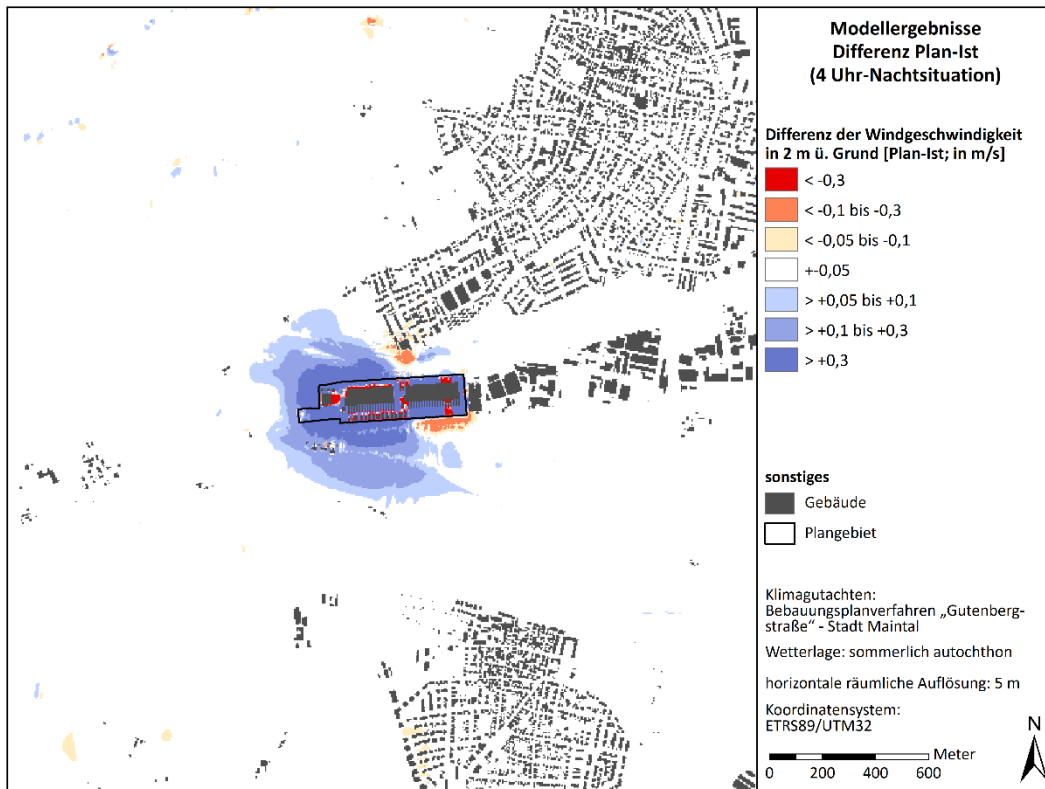 Modellergebnisse
Differenz Plan-Ist
(4 Uhr-Nachtsituation)
Differenz der Windgeschwindigkeit
in 2 m ü. Grund [Plan-Ist; in m/s]
< -0,3
< -0,1 bis -0,3
< -0,05 bis -0,1
+-0,05
> +0,05 bis +0,1
> +0,1 bis +0,3
> +0,3
sonstiges
Gebäude
Plangebiet
Klimagutachten:
Bebauungsplanverfahren „Gutenberg-
straße“ - Stadt Maintal
Wetterlage: sommerlich autochthon
horizontale räumliche Auflösung: 5 m
Koordinatensystem:
ETRS89/UTM32
N
Meter
0 200 400 600